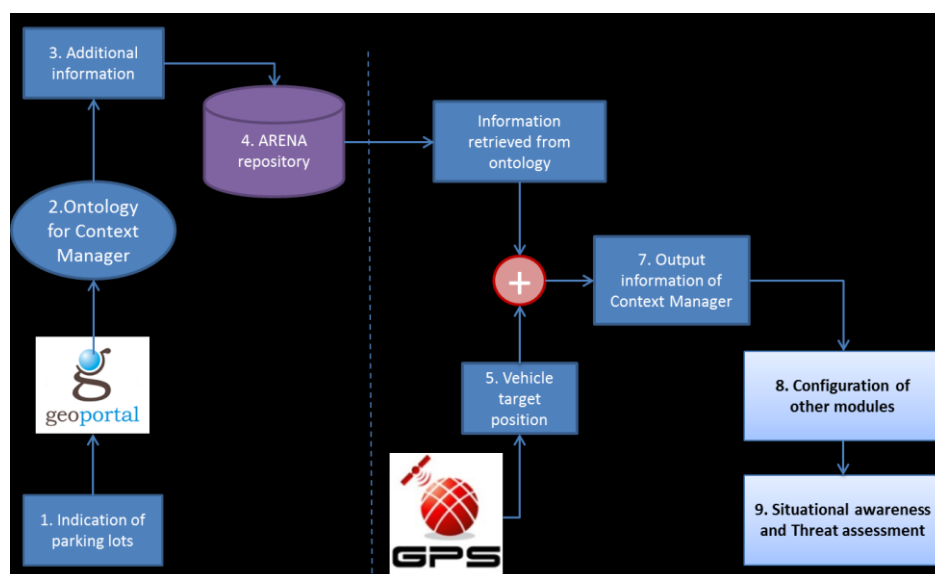 3. Additional
information
4. ARENA
repository
2.Ontology
for Context
Manager
geoportal
1. Indication of
parking lots
Information
retrieved from
ontology
+
7. Output
information of
Context Manager
5. Vehicle
target
position
GPS
8. Configuration of
other modules
9. Situational awareness
and Threat assessment